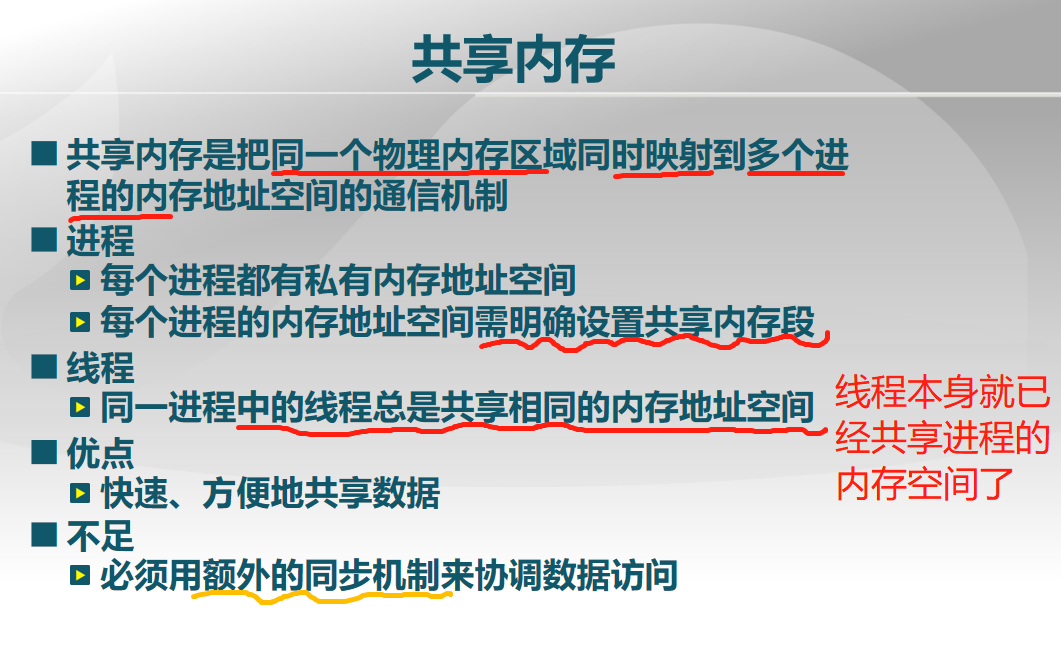 共享内存
共享内存是把同一个物理内存区域同时映射到多个进
程的内存地址空间的通信机制
进程
每个进程都有私有内存地址空间
每个进程的内存地址空间需明确设置共享内存段
线程
同一进程中的线程总是共享相同的内存地址空间
线程本身就已
经共享进程的
内存空间了
优点
快速、方便地共享数据
不足
必须用额外的同步机制来协调数据访问